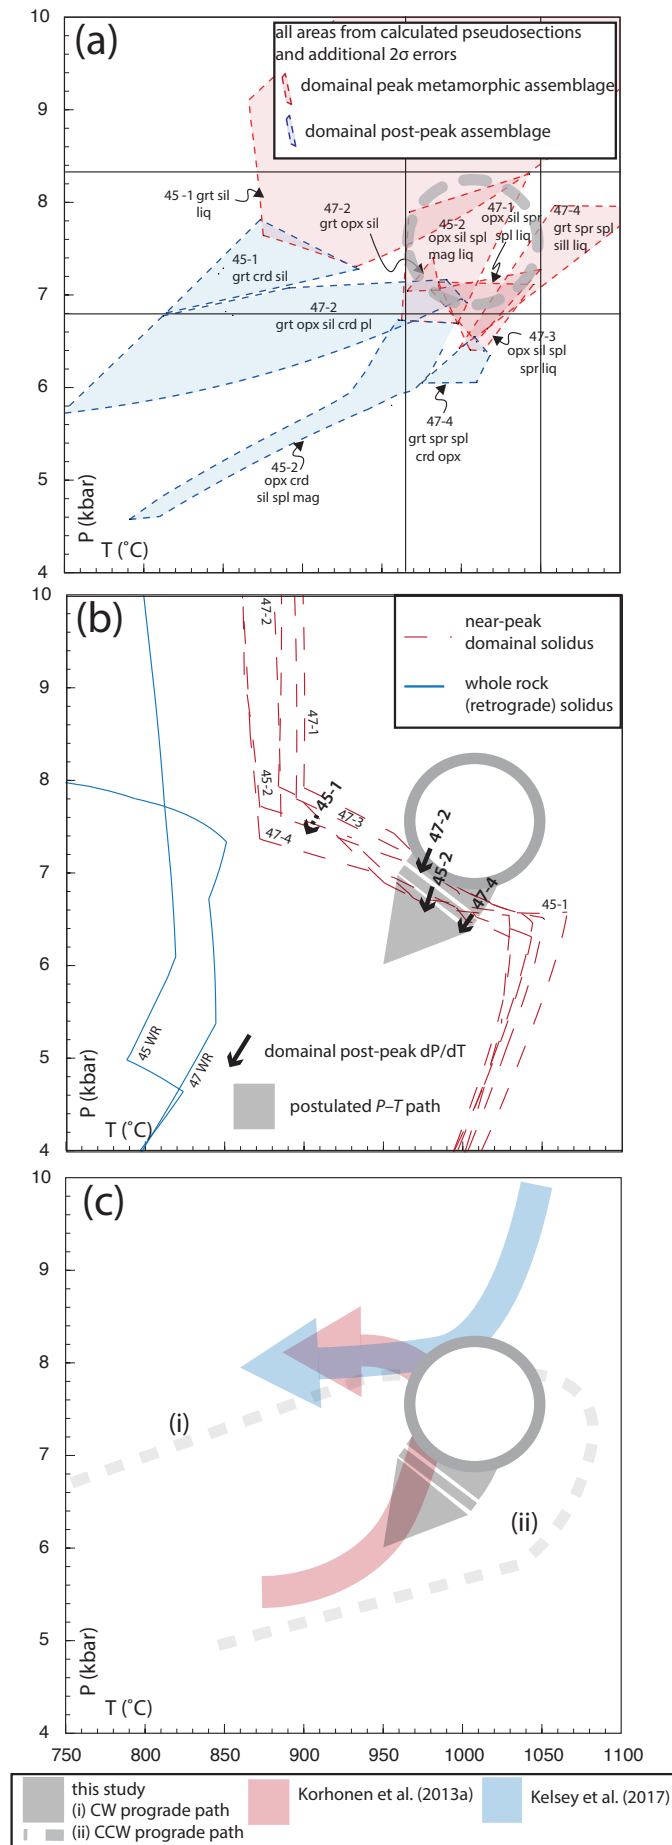 (a)
all areas from calculated pseudosections
and additional 2σ errors
domainal peak metamorphic assemblage
domainal post-peak assemblage
10
9
8
7
6
5
4
P (kbar)
T (˚C)
45 -1 grt sil
liq
47-2
grt opx sil
45-2
opx sil spl
mag liq
47-1
opx sil spr
spl liq
47-4
grt spr spl
sill liq
45-1
grt crd sil
47-2
grt opx sil crd pl
47-3
opx sil spl
spr liq
47-4
grt spr spl
crd opx
45-2
opx crd
sil spl mag
(b)
near-peak
domainal solidus
whole rock
(retrograde) solidus
10
9
8
7
6
5
4
P (kbar)
T (˚C)
47-2
47-1
45-2
45-1
47-3
47-4
47-2
45-2
47-4
45-1
45 WR
47 WR
domainal post-peak dP/dT
postulated P–T path
(c)
10
9
8
7
6
5
4
P (kbar)
T (˚C)
(i)
(ii)
750 800 850 900 950 1000 1050 1100
this study
(i) CW prograde path
(ii) CCW prograde path
Korhonen et al. (2013a)
Kelsey et al. (2017)